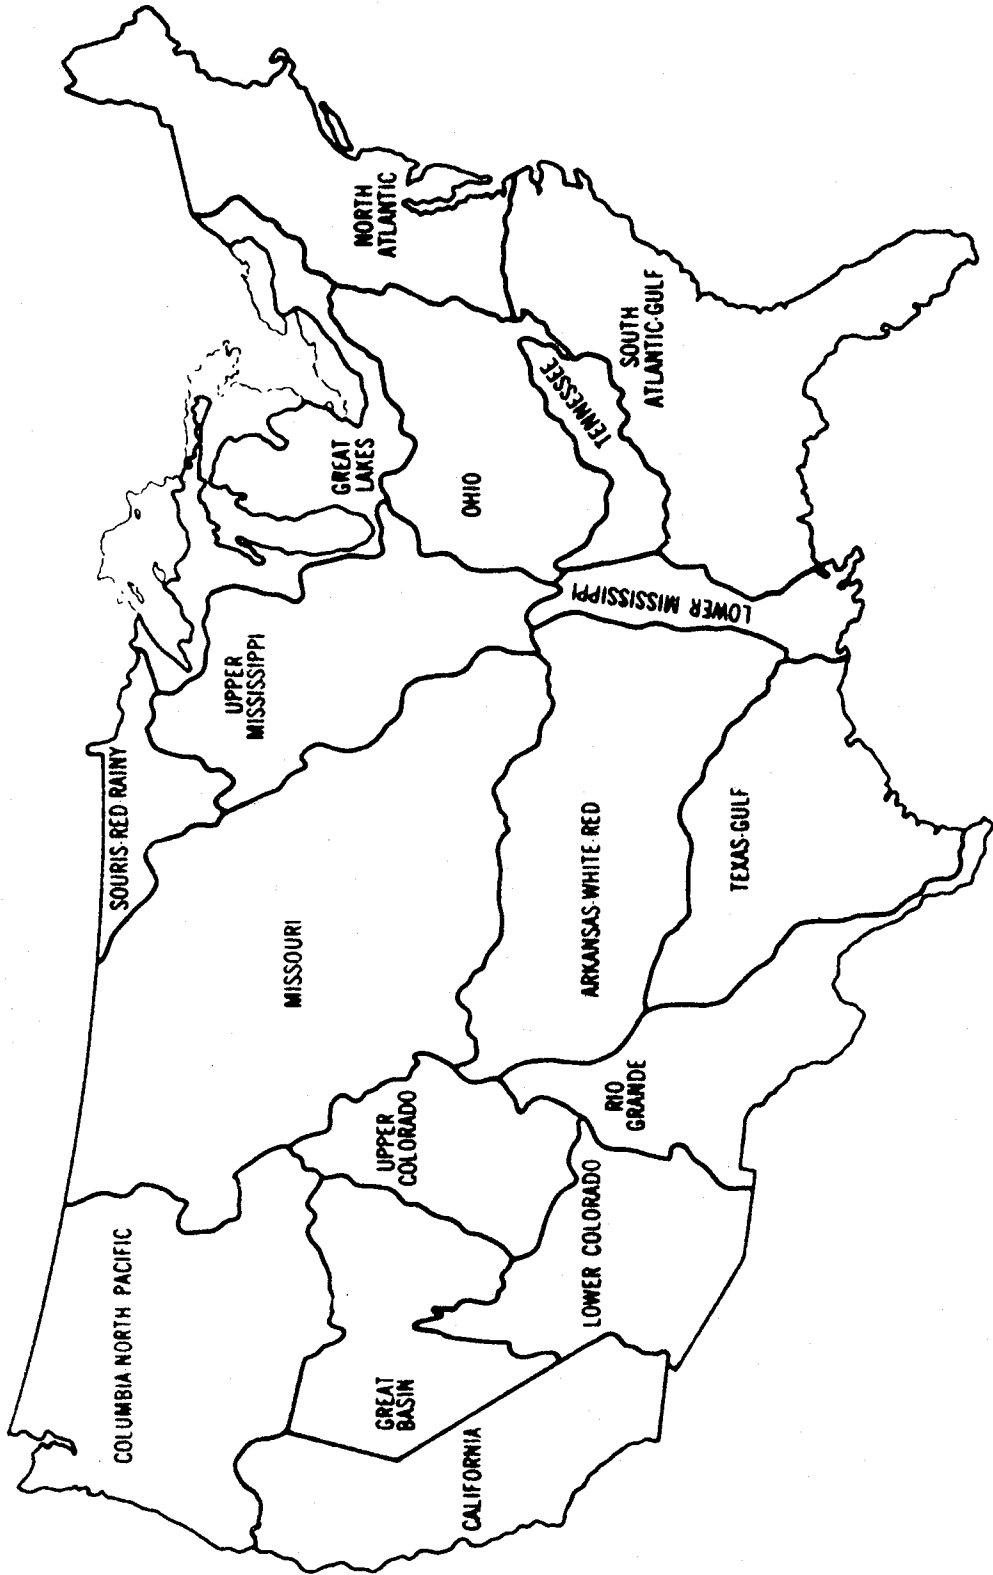 COLUMBIA-NORTH PACIFIC
CALIFORNIA
GREAT
BASIN
LOWER COLORADO
UPPER
COLORADO
RIO
GRANDE
MISSOURI
ARKANSAS-WHITE-RED
TEXAS-GULF
SOURIS-RED-RAINY
UPPER
MISSISSIPPI
LOWER MISSISSIPPI
GREAT
LAKES
OHIO
TENNESSEE
SOUTH
ATLANTIC-GULF
NORTH
ATLANTIC